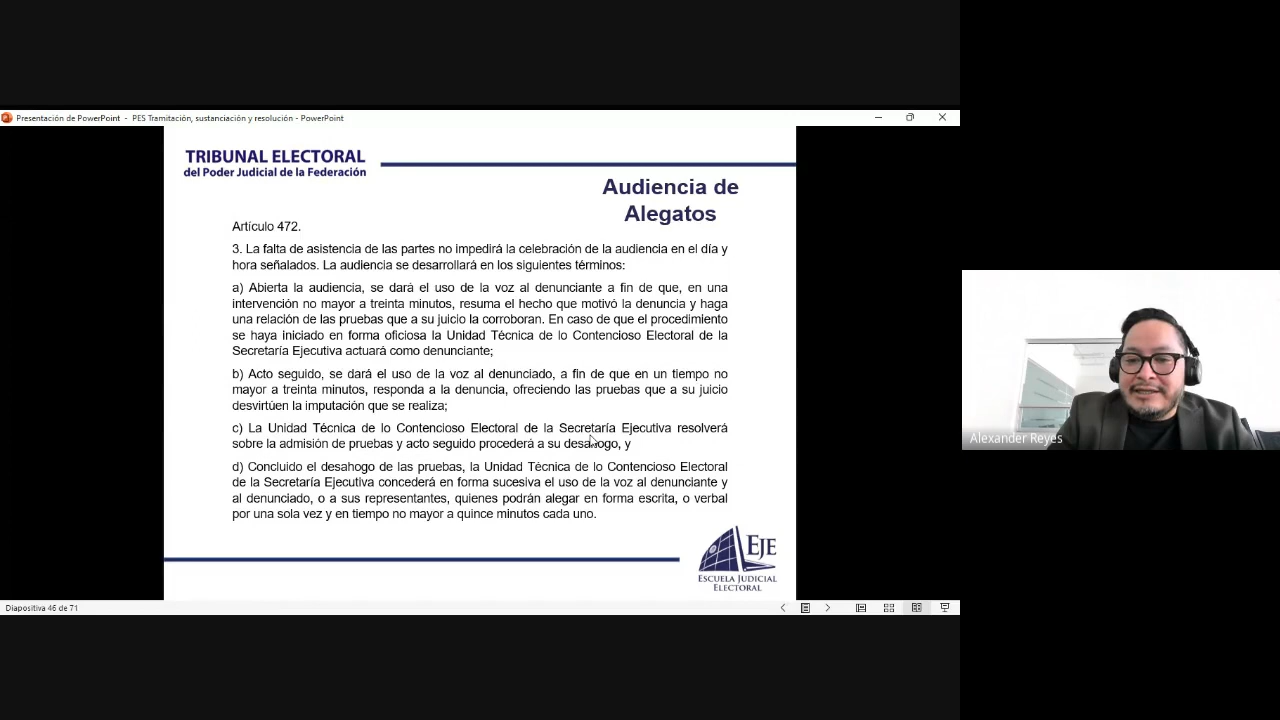 Presentación de PowerPoint - PES Tramitación, sustanciación y resolución - PowerPoint
TRIBUNAL ELECTORAL
del Poder Judicial de la Federación
Audiencia de
Alegatos
Artículo 472.
3. La falta de asistencia de las partes no impedirá la celebración de la audiencia en el día y
hora señalados. La audiencia se desarrollará en los siguientes términos:
a) Abierta la audiencia, se dará el uso de la voz al denunciante a fin de que, en una
intervención no mayor a treinta minutos, resuma el hecho que motivó la denuncia y haga
una relación de las pruebas que a su juicio la corroboran. En caso de que el procedimiento
se haya iniciado en forma oficiosa la Unidad Técnica de lo Contencioso Electoral de la
Secretaría Ejecutiva actuará como denunciante;
b) Acto seguido, se dará el uso de la voz al denunciado, a fin de que en un tiempo no
mayor a treinta minutos, responda a la denuncia, ofreciendo las pruebas que a su juicio
desvirtúen la imputación que se realiza;
c) La Unidad Técnica de lo Contencioso Electoral de la Secretaría Ejecutiva resolverá
sobre la admisión de pruebas y acto seguido procederá a su desahogo, y
d) Concluido el desahogo de las pruebas, la Unidad Técnica de lo Contencioso Electoral
de la Secretaría Ejecutiva concederá en forma sucesiva el uso de la voz al denunciante y
al denunciado, o a sus representantes, quienes podrán alegar en forma escrita, o verbal
por una sola vez y en tiempo no mayor a quince minutos cada uno.
EJE
ESCUELA JUDICIAL
ELECTORAL
Diapositiva 46 de 71
Alexander Reyes